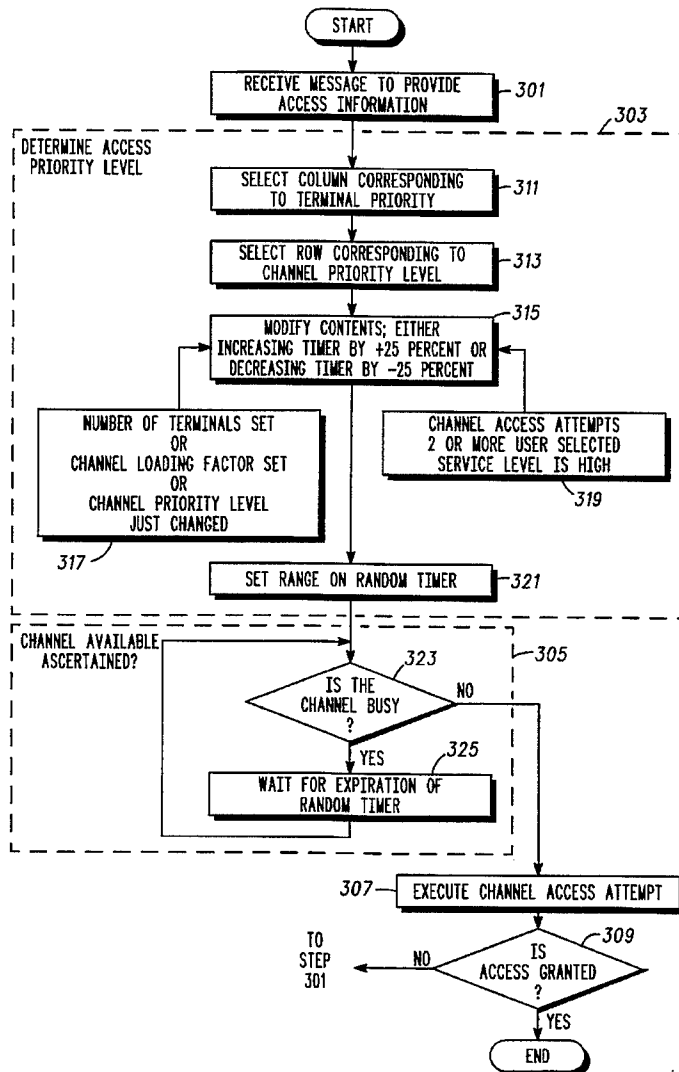 START
RECEIVE MESSAGE TO PROVIDE
ACCESS INFORMATION
301
303
DETERMINE ACCESS
PRIORITY LEVEL
SELECT COLUMN CORRESPONDING
TO TERMINAL PRIORITY
311
SELECT ROW CORRESPONDING TO
CHANNEL PRIORITY LEVEL
313
315
MODIFY CONTENTS; EITHER
INCREASING TIMER BY +25 PERCENT OR
DECREASING TIMER BY -25 PERCENT
NUMBER OF TERMINALS SET
OR
CHANNEL LOADING FACTOR SET
OR
CHANNEL PRIORITY LEVEL
JUST CHANGED
317
CHANNEL ACCESS ATTEMPTS
2 OR MORE USER SELECTED
SERVICE LEVEL IS HIGH
319
SET RANGE ON RANDOM TIMER
321
CHANNEL AVAILABLE
ASCERTAINED?
305
323
IS THE
CHANNEL BUSY
?
NO
YES
325
WAIT FOR EXPIRATION OF
RANDOM TIMER
307
EXECUTE CHANNEL ACCESS ATTEMPT
309
IS
ACCESS GRANTED
?
NO
TO
STEP
301
YES
END